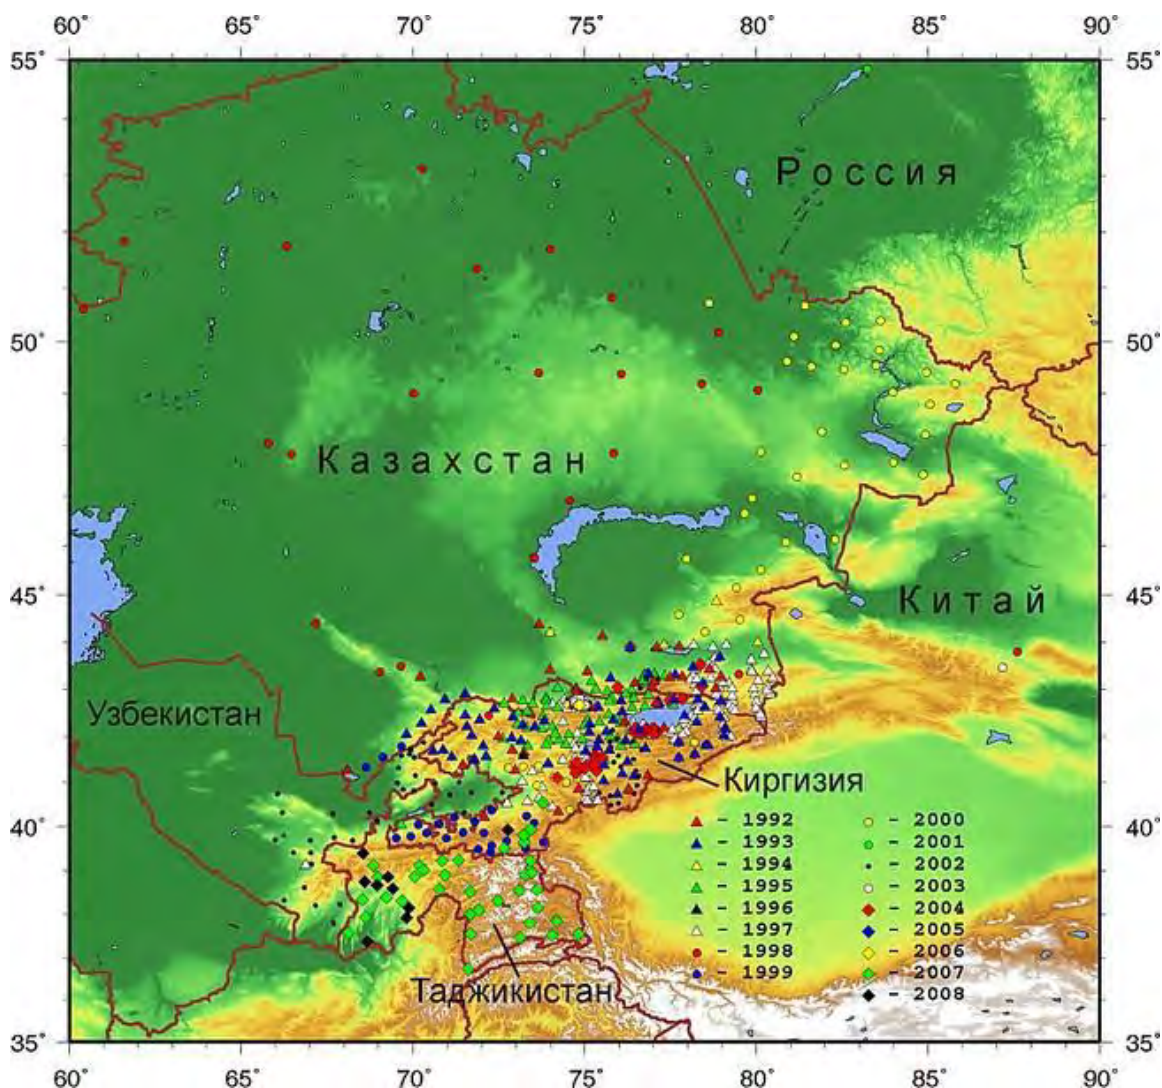 60° 65° 70° 75° 80° 85° 90°
55° 55°
Россия
50° 50°
Казахстан
45° 45°
Китай
Узбекистан
Киргизия
40° 40°
- 1992
- 1993
- 1994
- 1995
- 1996
- 1997
- 1998
- 1999
- 2000
- 2001
- 2002
- 2003
- 2004
- 2005
- 2006
- 2007
- 2008
Таджикистан
35° 35°
60° 65° 70° 75° 80° 85° 90°